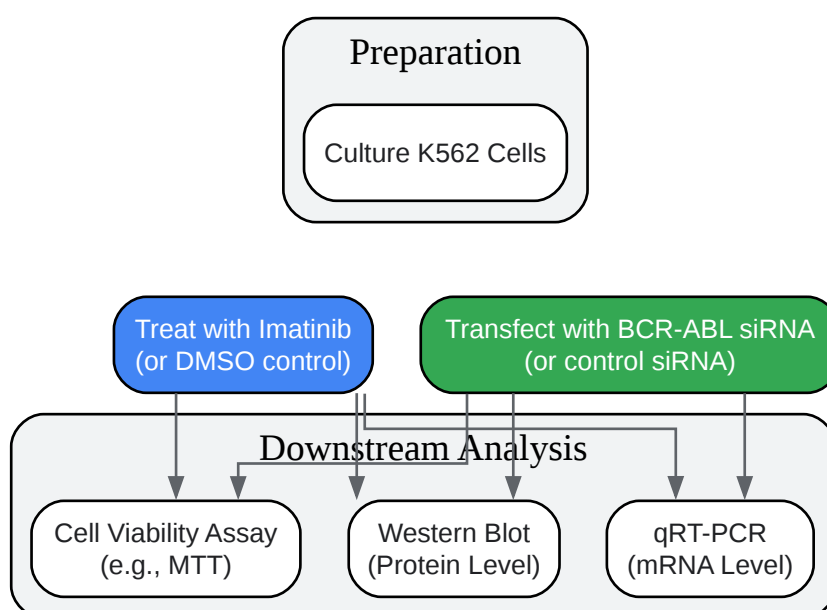 Preparation
Culture K562 Cells
Treat with Imatinib
(or DMSO control)
Transfect with BCR-ABL siRNA
(or control siRNA)
Downstream Analysis
Cell Viability Assay
(e.g., MTT)
Western Blot
(Protein Level)
qRT-PCR
(mRNA Level)